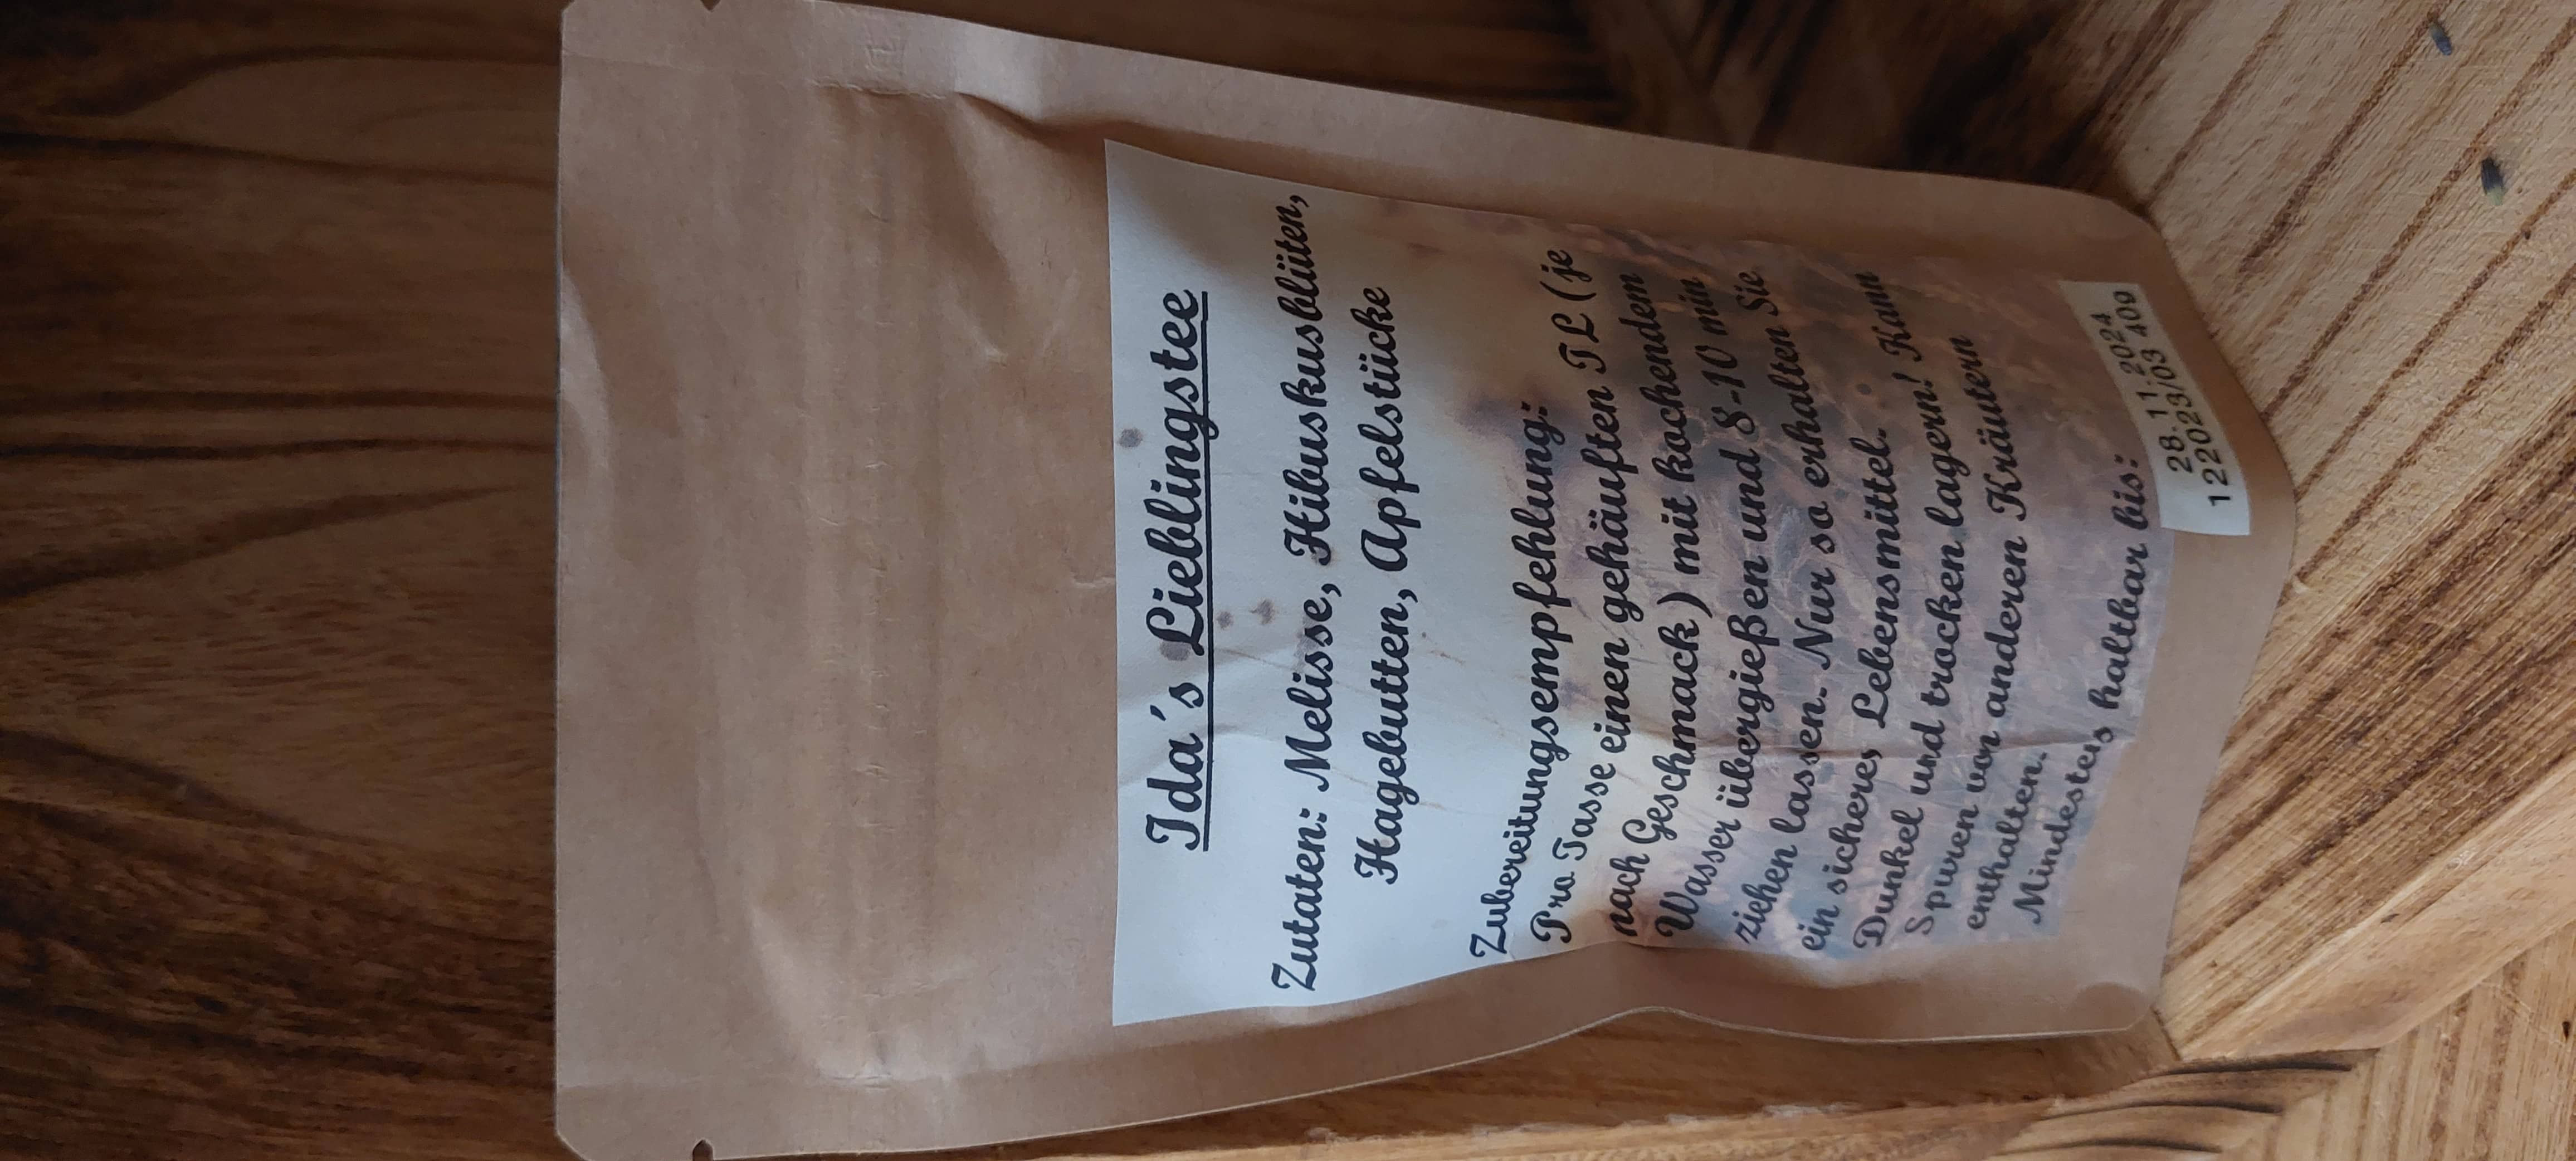 Ida´s Lieblingstee
Zutaten: Melisse, Hibuskusblüten,
Hagebutten, Apfelstücke
Zubereitungsempfehlung:
Pro Tasse einen gehäuften TL (je
nach Geschmack) mit kochendem
Wasser übergießen und 8-10 min
ziehen lassen. Nur so erhalten Sie
ein sicheres Lebensmittel.
Dunkel und trocken lagern! Kann
Spuren von anderen Kräutern
enthalten.
Mindestens haltbar bis:
28.11.2024
122023/03 40g